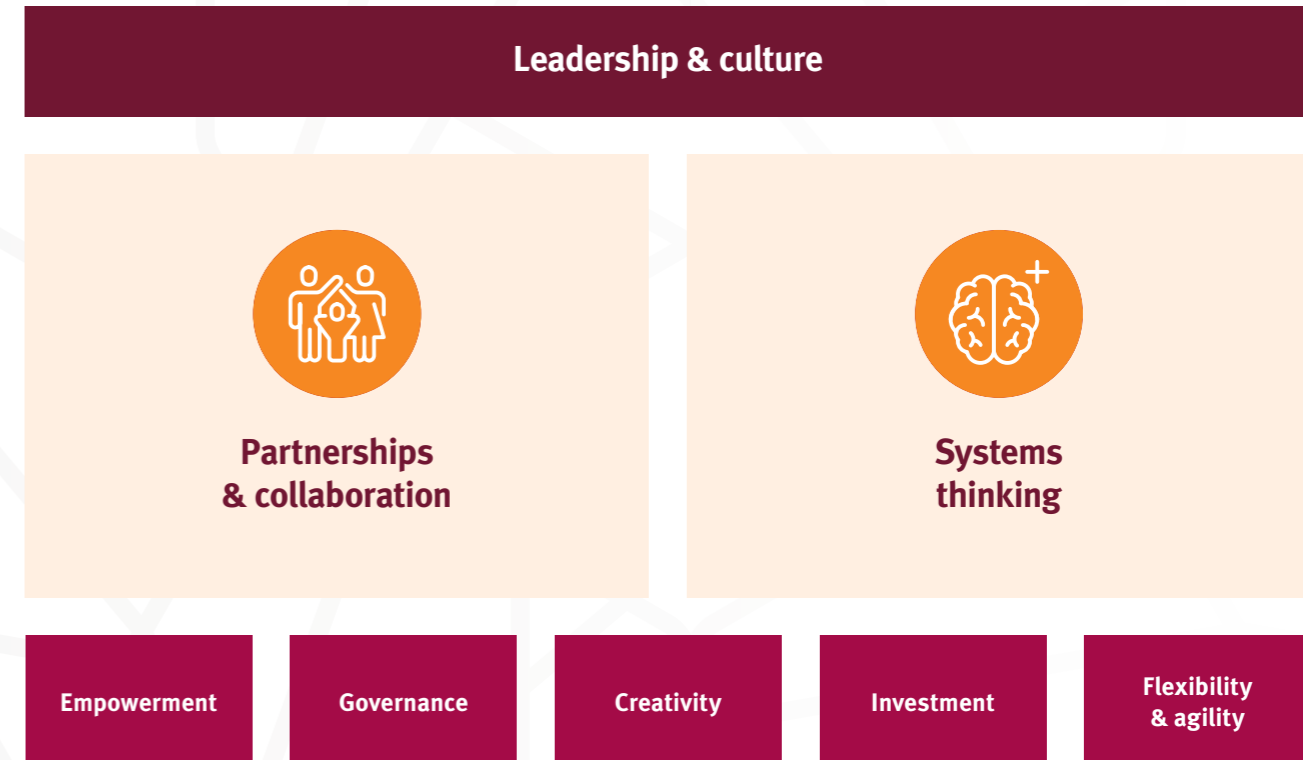 Leadership & culture
Partnerships
& collaboration
Systems
thinking
Empowerment
Governance
Creativity
Investment
Flexibility
& agility